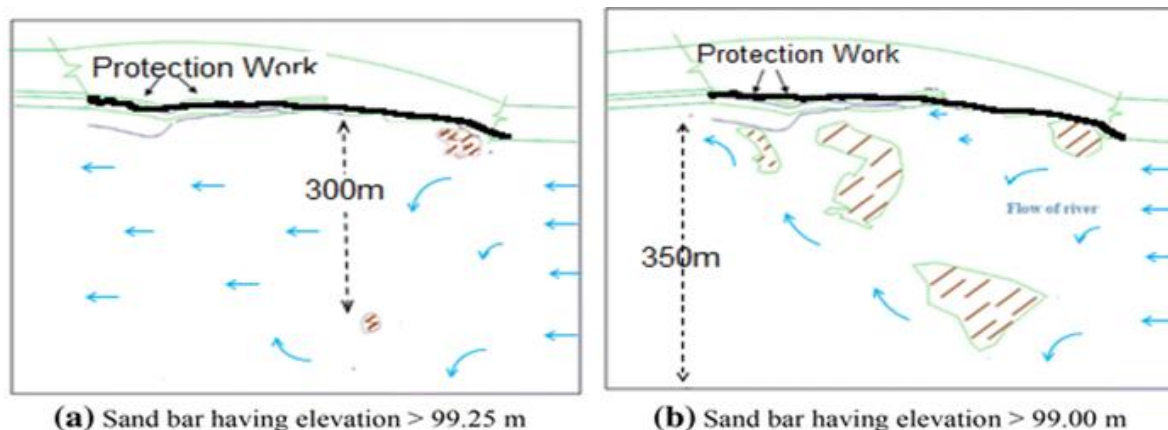 Protection Work
300m
(a) Sand bar having elevation > 99.25 m
Protection Work
Flow of river
350m
(b) Sand bar having elevation > 99.00 m